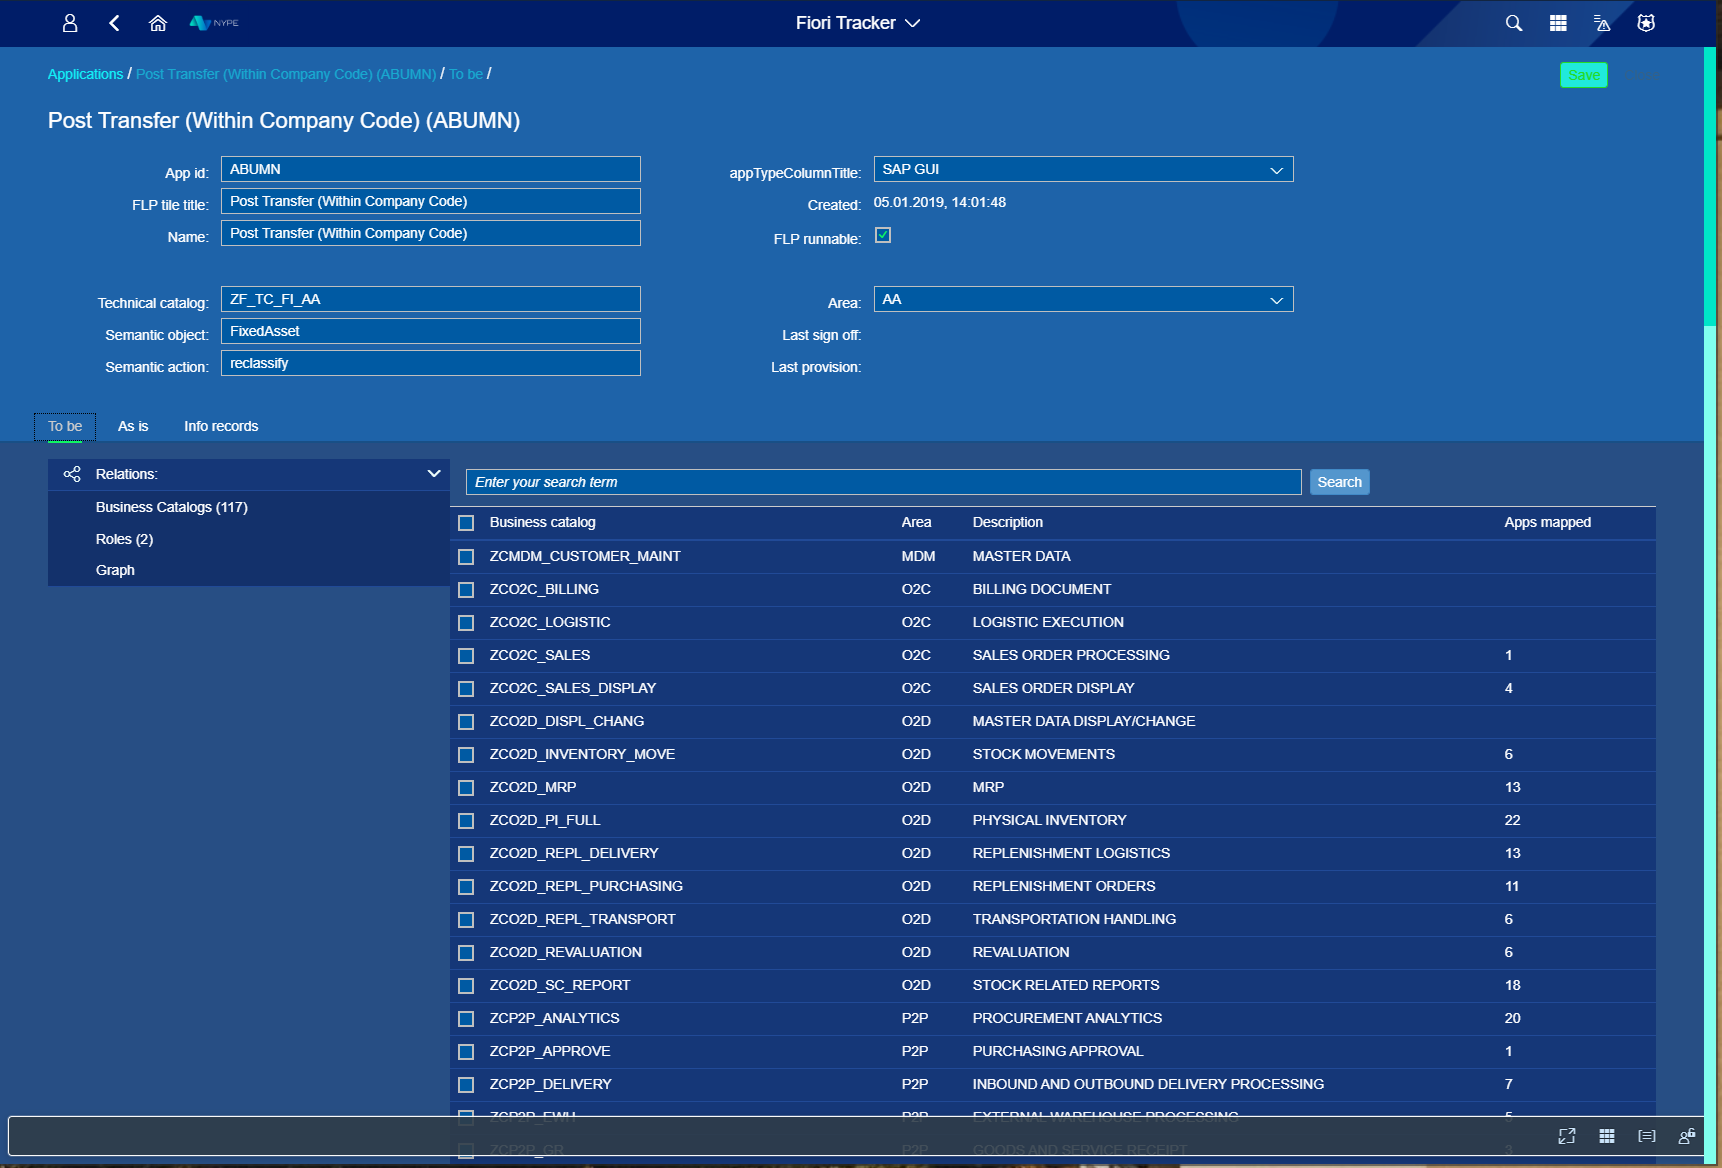 NYPE
Fiori Tracker
Applications / Post Transfer (Within Company Code) (ABUMN) / To be /
Save
Post Transfer (Within Company Code) (ABUMN)
App id: ABUMN
appTypeColumnTitle: SAP GUI
FLP tile title: Post Transfer (Within Company Code)
Created: 05.01.2019, 14:01:48
Name: Post Transfer (Within Company Code)
FLP runnable:
Technical catalog: ZF_TC_FI_AA
Area: AA
Semantic object: FixedAsset
Last sign off:
Semantic action: reclassify
Last provision:
To be As is Info records
Relations:
Business Catalogs (117)
Roles (2)
Graph
Enter your search term Search
Business catalog Area Description Apps mapped
ZCMDM_CUSTOMER_MAINT MDM MASTER DATA
ZCO2C_BILLING O2C BILLING DOCUMENT
ZCO2C_LOGISTIC O2C LOGISTIC EXECUTION
ZCO2C_SALES O2C SALES ORDER PROCESSING 1
ZCO2C_SALES_DISPLAY O2C SALES ORDER DISPLAY 4
ZCO2D_DISPL_CHANG O2D MASTER DATA DISPLAY/CHANGE
ZCO2D_INVENTORY_MOVE O2D STOCK MOVEMENTS 6
ZCO2D_MRP O2D MRP 13
ZCO2D_PI_FULL O2D PHYSICAL INVENTORY 22
ZCO2D_REPL_DELIVERY O2D REPLENISHMENT LOGISTICS 13
ZCO2D_REPL_PURCHASING O2D REPLENISHMENT ORDERS 11
ZCO2D_REPL_TRANSPORT O2D TRANSPORTATION HANDLING 6
ZCO2D_REVALUATION O2D REVALUATION 6
ZCO2D_SC_REPORT O2D STOCK RELATED REPORTS 18
ZCP2P_ANALYTICS P2P PROCUREMENT ANALYTICS 20
ZCP2P_APPROVE P2P PURCHASING APPROVAL 1
ZCP2P_DELIVERY P2P INBOUND AND OUTBOUND DELIVERY PROCESSING 7
ZCP2P_EWH P2P EXTERNAL WAREHOUSE PROCESSING 5
ZCP2P_GR P2P GOODS AND SERVICE RECEIPT 3